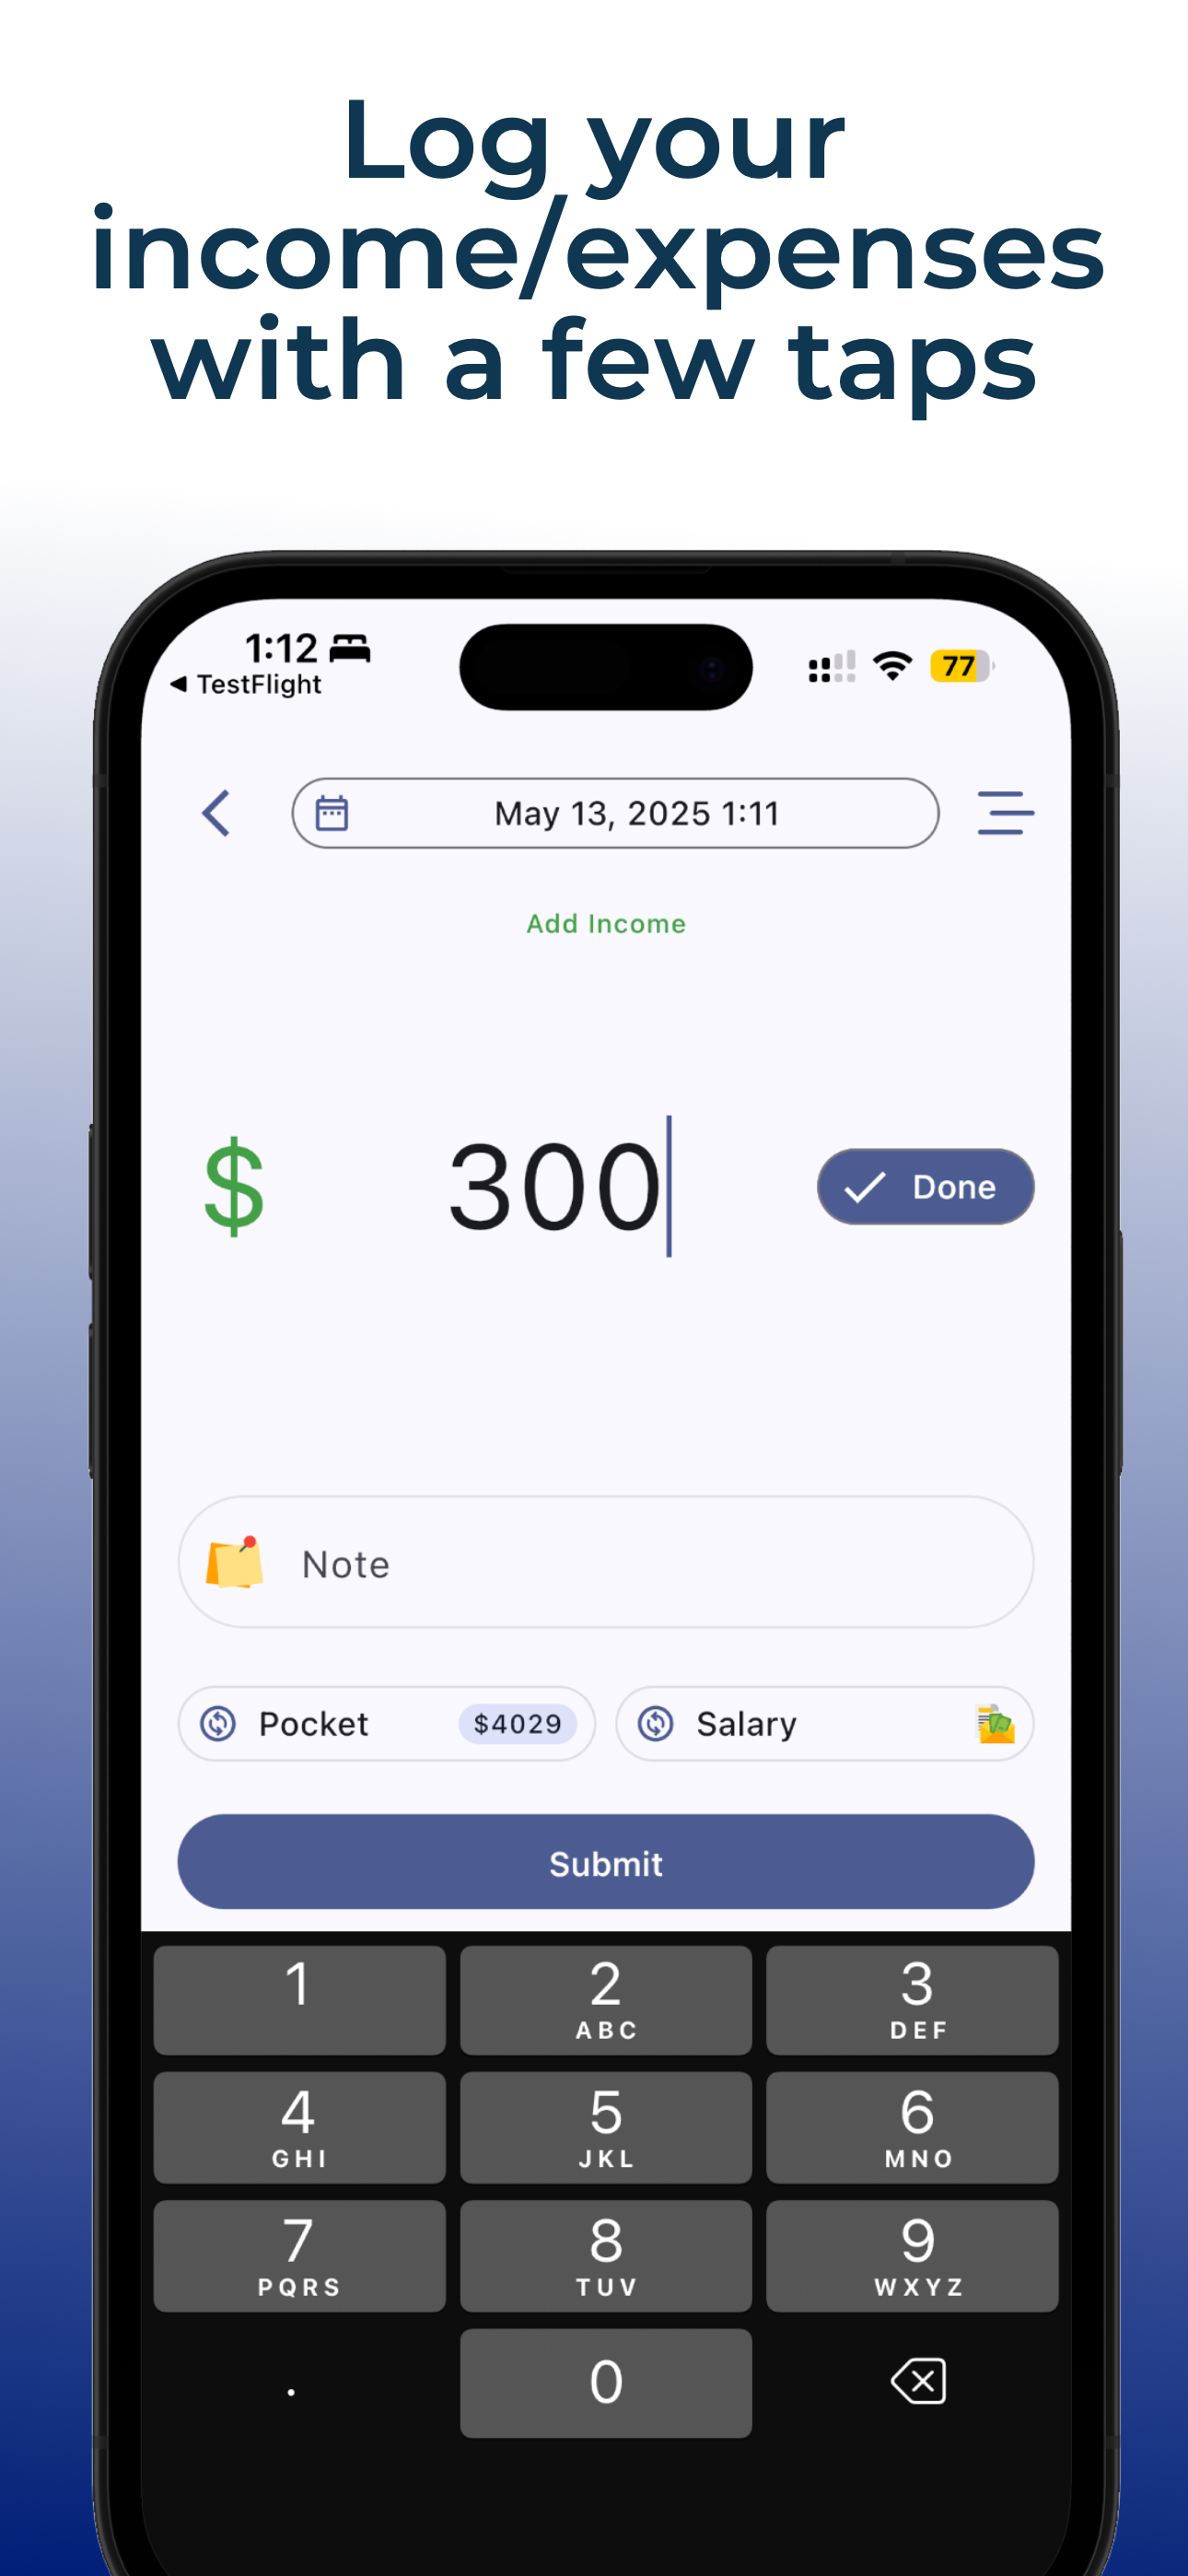 Log your
income/expenses
with a few taps
1:12
77
◀ TestFlight
May 13, 2025 1:11
Add Income
$ 300 Done
Note
Pocket $4029 Salary
Submit
1 2 3
ABC DEF
4 5 6
GHI JKL MNO
7 8 9
PQRS TUV WXYZ
. 0